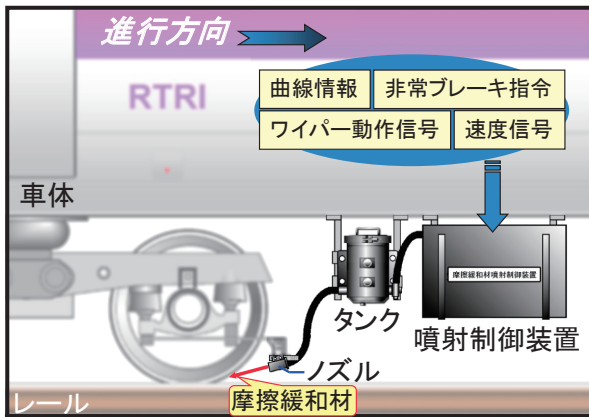 進行方向
RTRI
曲線情報
非常ブレーキ指令
ワイパー動作信号
速度信号
車体
摩擦緩和材噴射制御装置
タンク
噴射制御装置
ノズル
摩擦緩和材
レール